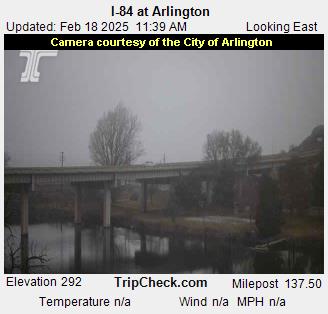 I-84 at Arlington
Updated: Feb 18 2025 11:39 AM Looking East
Camera courtesy of the City of Arlington
Elevation 292 TripCheck.com Milepost 137.50
Temperature n/a Wind n/a MPH n/a